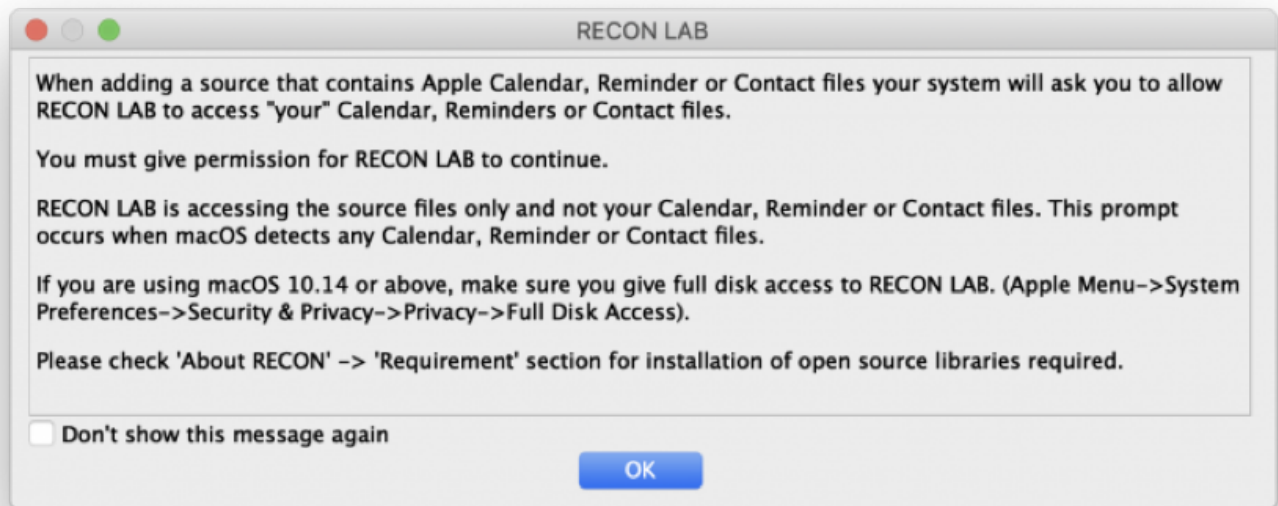 RECON LAB
When adding a source that contains Apple Calendar, Reminder or Contact files your system will ask you to allow
RECON LAB to access "your" Calendar, Reminders or Contact files.
You must give permission for RECON LAB to continue.
RECON LAB is accessing the source files only and not your Calendar, Reminder or Contact files. This prompt
occurs when macOS detects any Calendar, Reminder or Contact files.
If you are using macOS 10.14 or above, make sure you give full disk access to RECON LAB. (Apple Menu->System
Preferences->Security & Privacy->Privacy->Full Disk Access).
Please check 'About RECON' -> 'Requirement' section for installation of open source libraries required.
Don't show this message again
OK